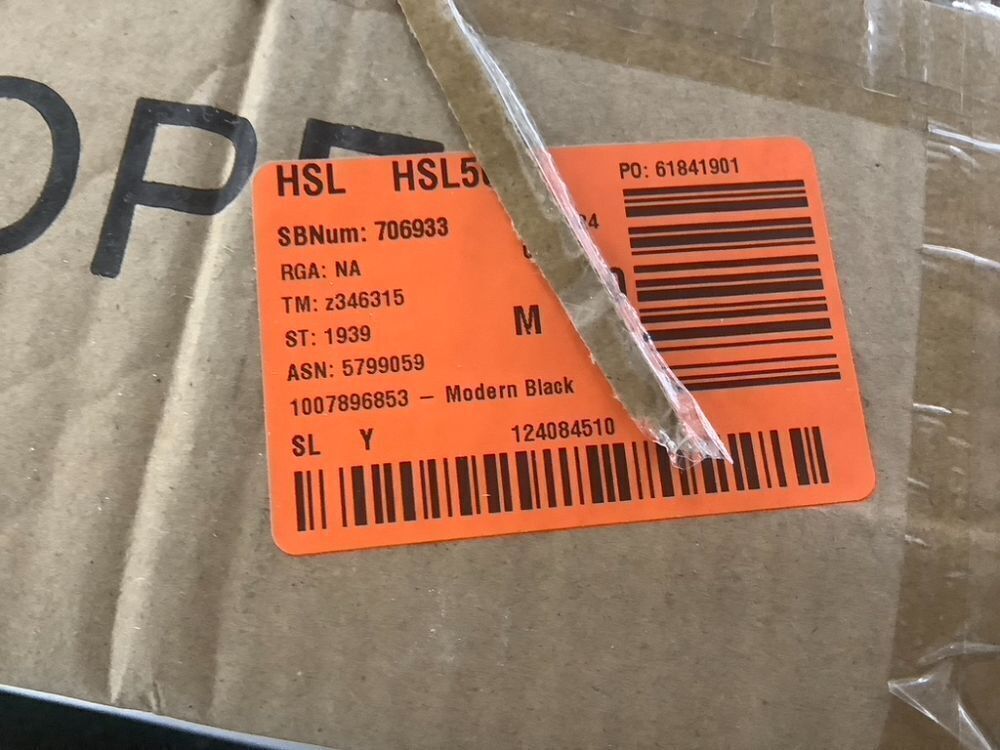 HSL
PO: 61841901
SBNum: 706933
RGA: NA
TM: z346315
M
ST: 1939
ASN: 5799059
1007896853 – Modern Black
SL Y 124084510